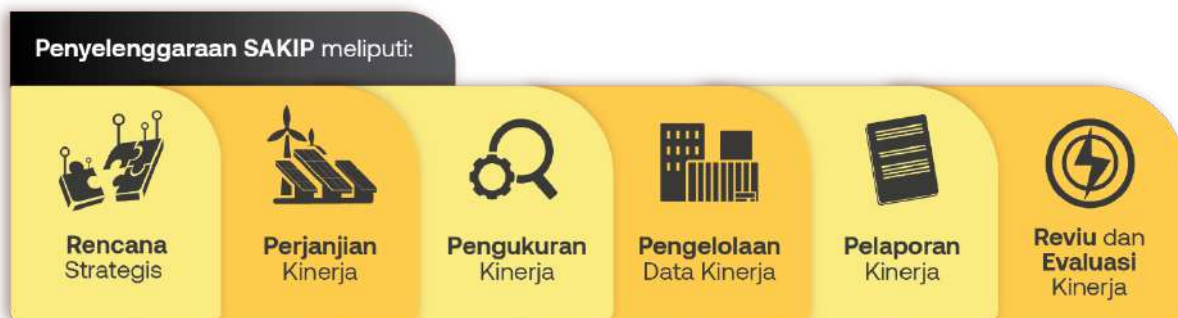 Penyelenggaraan SAKIP meliputi:
Rencana
Strategis
Perjanjian
Kinerja
Pengukuran
Kinerja
Pengelolaan
Data Kinerja
Pelaporan
Kinerja
Reviu dan
Evaluasi
Kinerja